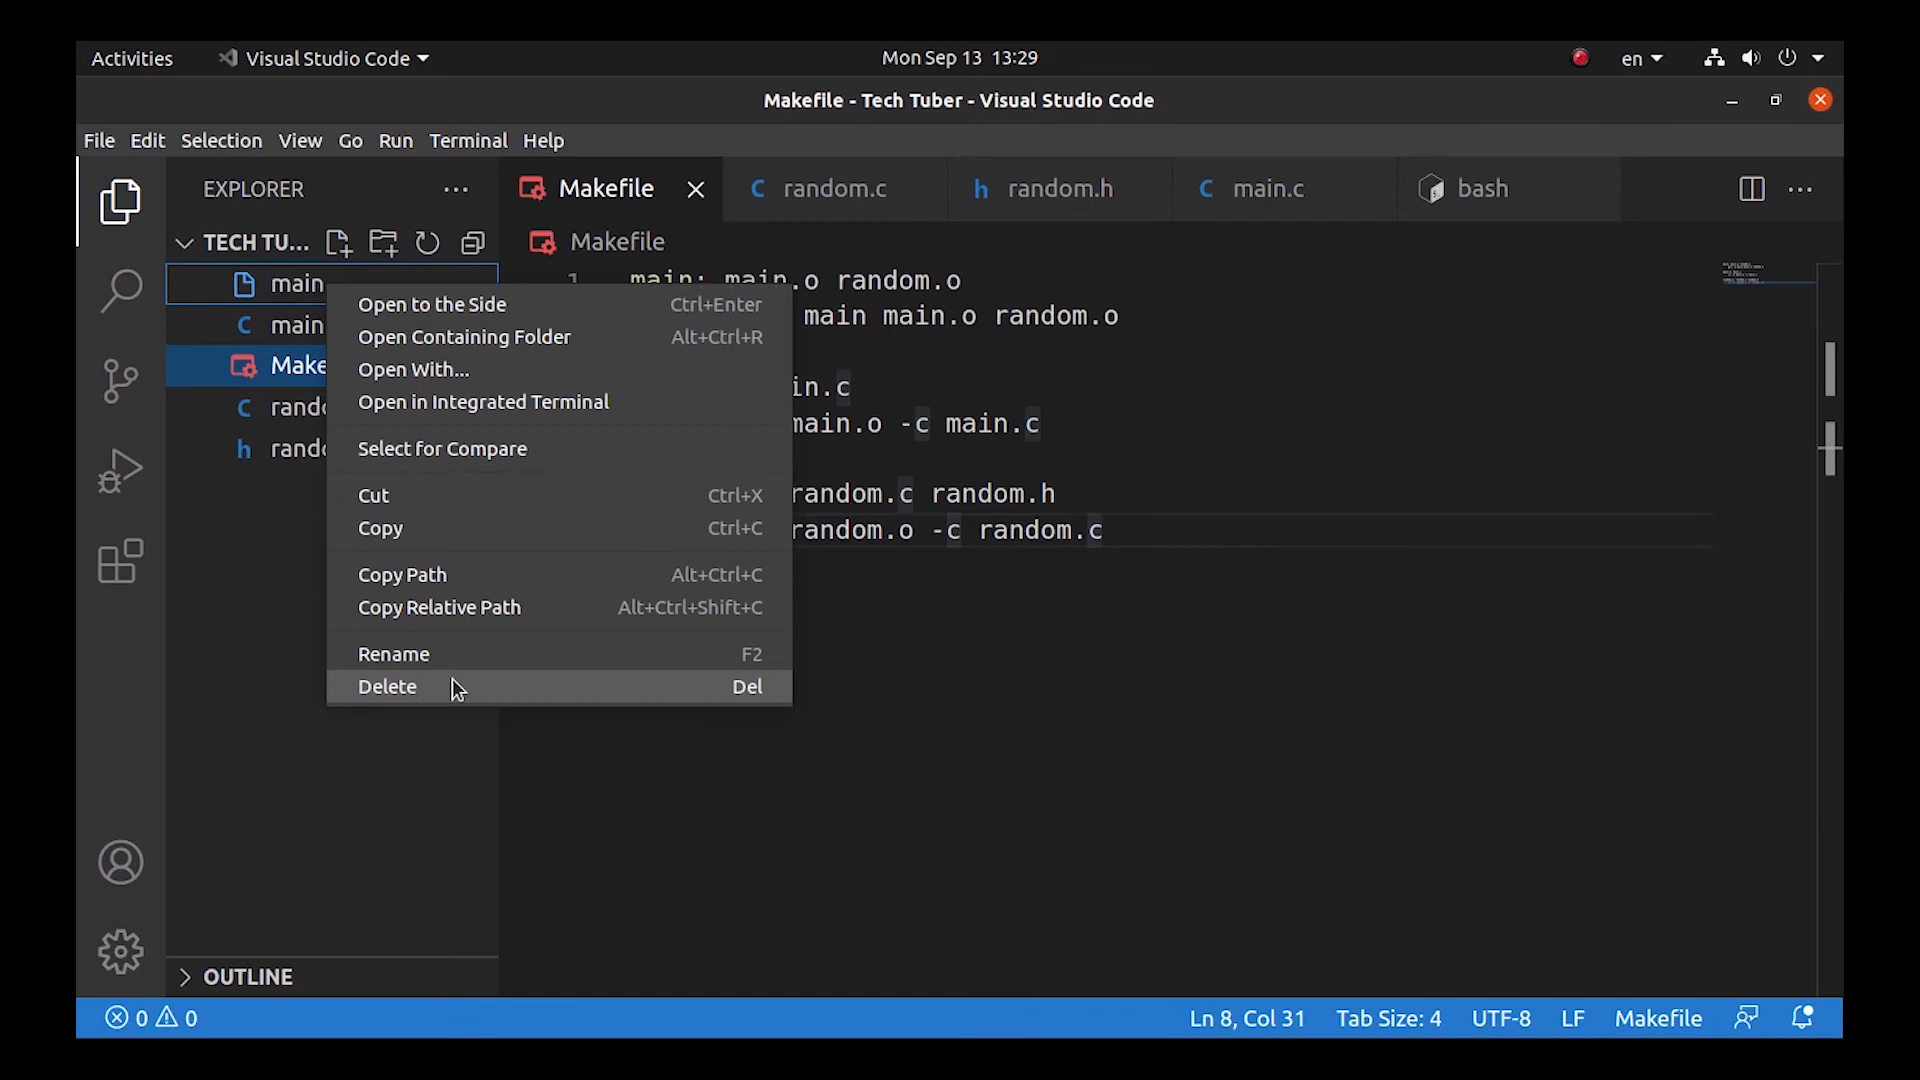 Activities Visual Studio Code Mon Sep 13 13:29 en
Makefile - Tech Tuber - Visual Studio Code
File Edit Selection View Go Run Terminal Help
EXPLORER ... Makefile C random.c h random.h C main.c bash ...
TECH TU... Makefile
main
1 main: main.o random.o
C main
main main.o random.o
Make
in.c
C rando
main.o -c main.c
h rando
random.c random.h
random.o -c random.c
Open to the Side Ctrl+Enter
Open Containing Folder Alt+Ctrl+R
Open With...
Open in Integrated Terminal
Select for Compare
Cut Ctrl+X
Copy Ctrl+C
Copy Path Alt+Ctrl+C
Copy Relative Path Alt+Ctrl+Shift+C
Rename F2
Delete Del
OUTLINE
0 0 Ln 8, Col 31 Tab Size: 4 UTF-8 LF Makefile